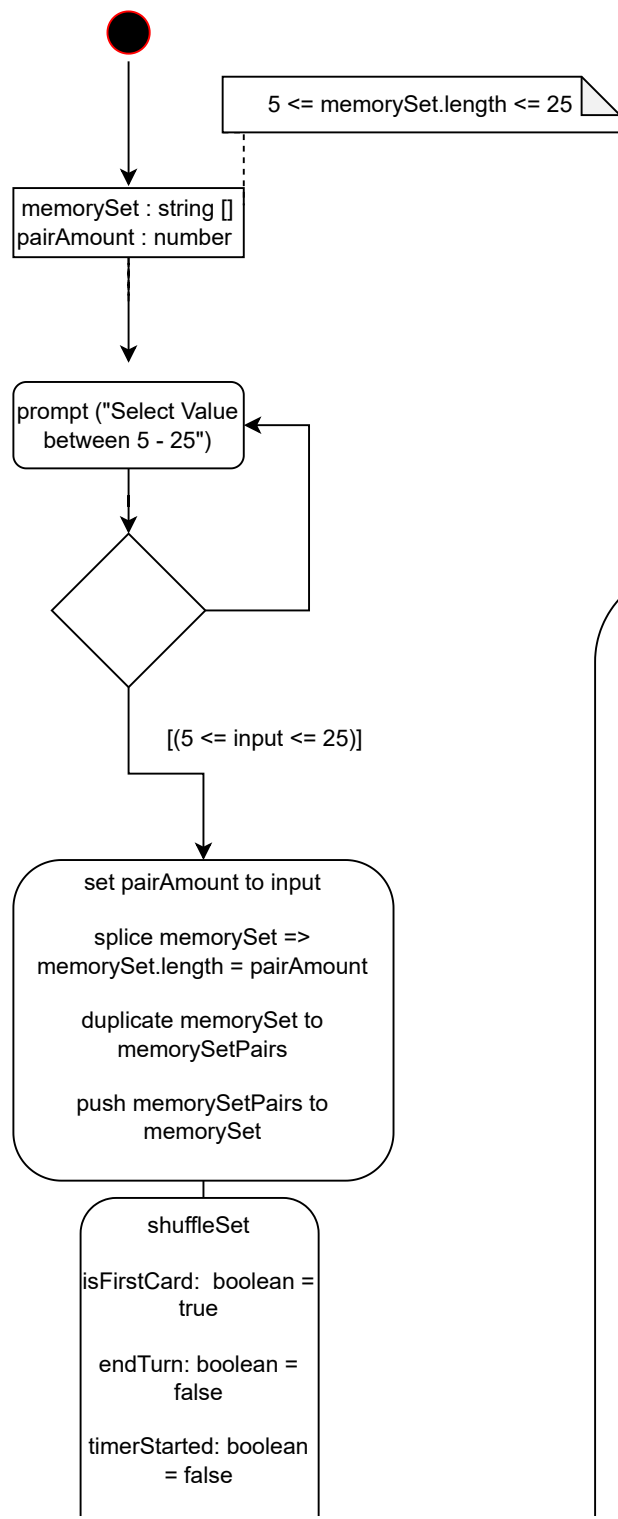 5 <= memorySet.length <= 25
memorySet : string []
pairAmount : number
prompt ("Select Value
between 5 - 25")
[(5 <= input <= 25)]
set pairAmount to input
splice memorySet =>
memorySet.length = pairAmount
duplicate memorySet to
memorySetPairs
push memorySetPairs to
memorySet
shuffleSet
isFirstCard:  boolean =
true
endTurn: boolean =
false
timerStarted: boolean
= false